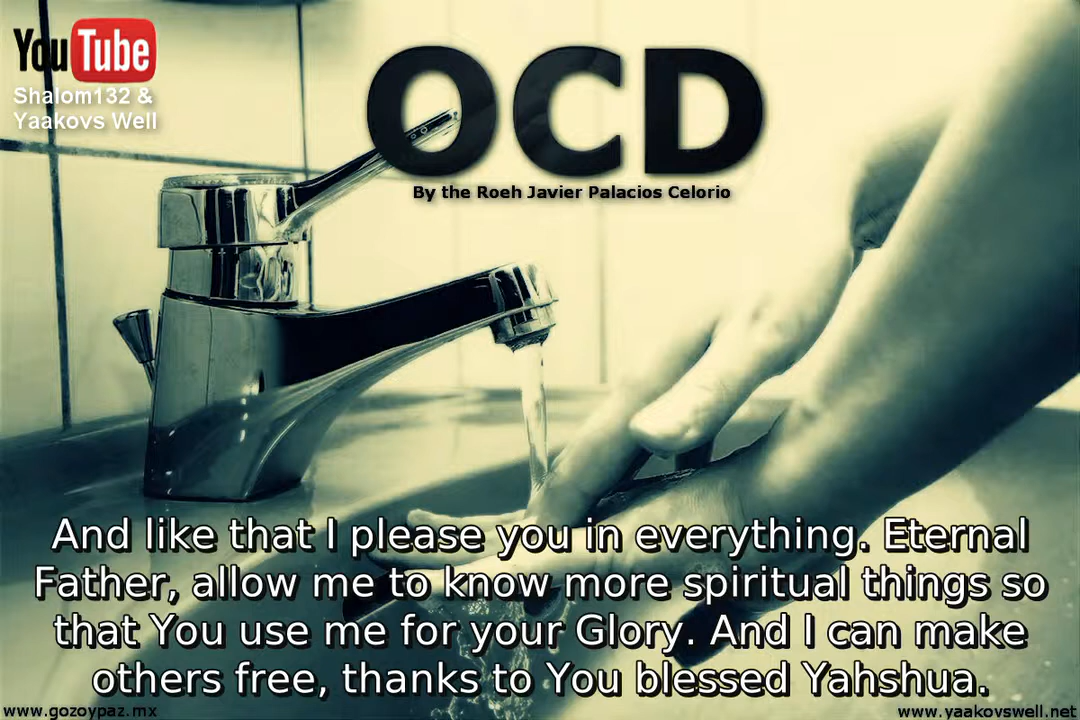 YouTube
Shalom132 &
Yaakovs Well
OCD
By the Roeh Javier Palacios Celorio
And like that I please you in everything. Eternal
Father, allow me to know more spiritual things so
that You use me for your Glory. And I can make
others free, thanks to You blessed Yahshua.
www.gozoypaz.mx
www.yaakovswell.net